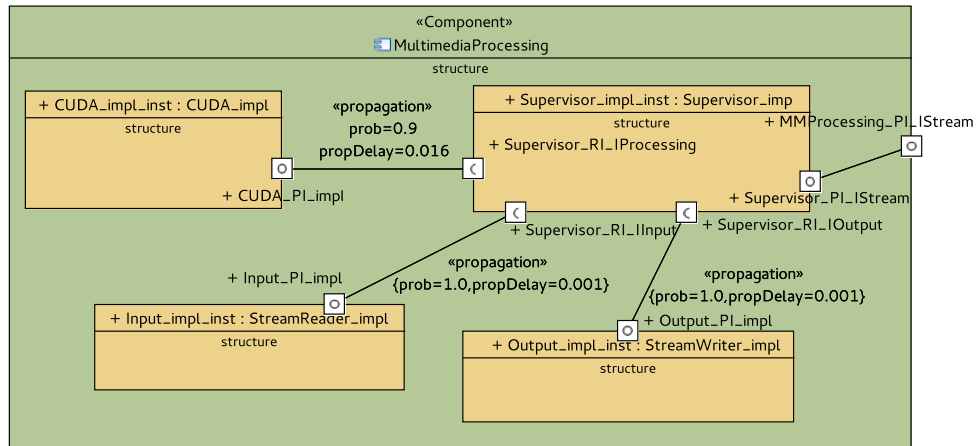 «Component»
MultimediaProcessing
structure
+ CUDA_impl_inst : CUDA_impl
structure
«propagation»
prob=0.9
propDelay=0.016
+ CUDA_PI_impl
+ Supervisor_impl_inst : Supervisor_imp
structure
+ MMProcessing_PI_IStream
+ Supervisor_RI_IProcessing
+ Supervisor_PI_IStream
+ Supervisor_RI_IInput
+ Supervisor_RI_IOutput
«propagation»
{prob=1.0,propDelay=0.001}
«propagation»
{prob=1.0,propDelay=0.001}
+ Input_PI_impl
+ Input_impl_inst : StreamReader_impl
structure
+ Output_PI_impl
+ Output_impl_inst : StreamWriter_impl
structure